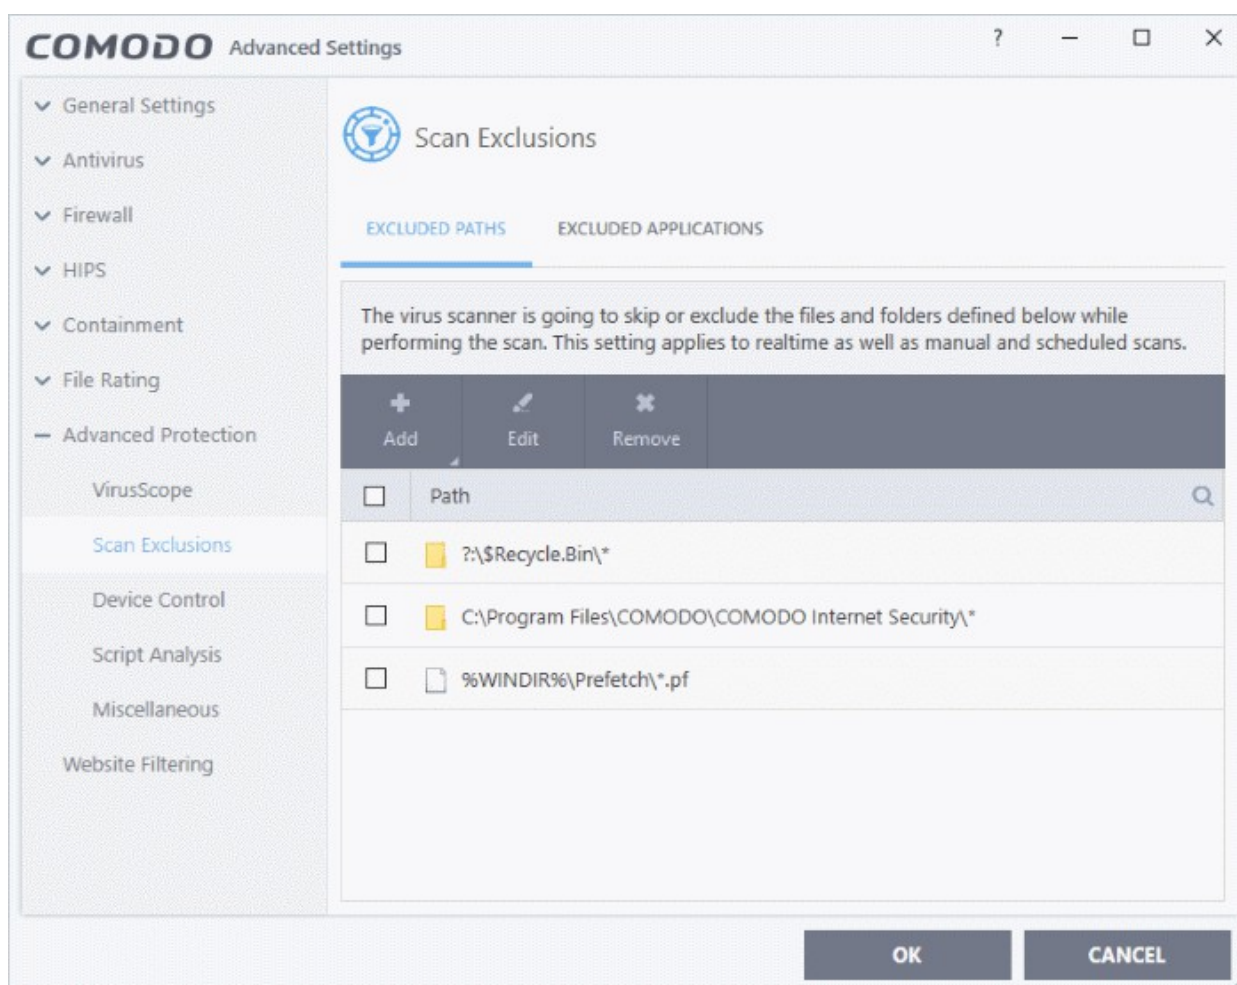 COMODO Advanced Settings ?
General Settings
Antivirus
Firewall
HIPS
Containment
File Rating
Advanced Protection
VirusScope
Scan Exclusions
Device Control
Script Analysis
Miscellaneous
Website Filtering
Scan Exclusions
EXCLUDED PATHS EXCLUDED APPLICATIONS
The virus scanner is going to skip or exclude the files and folders defined below while
performing the scan. This setting applies to realtime as well as manual and scheduled scans.
Add Edit Remove
Path
?:\$Recycle.Bin\*
C:\Program Files\COMODO\COMODO Internet Security\*
%WINDIR%\Prefetch\*.pf
OK CANCEL